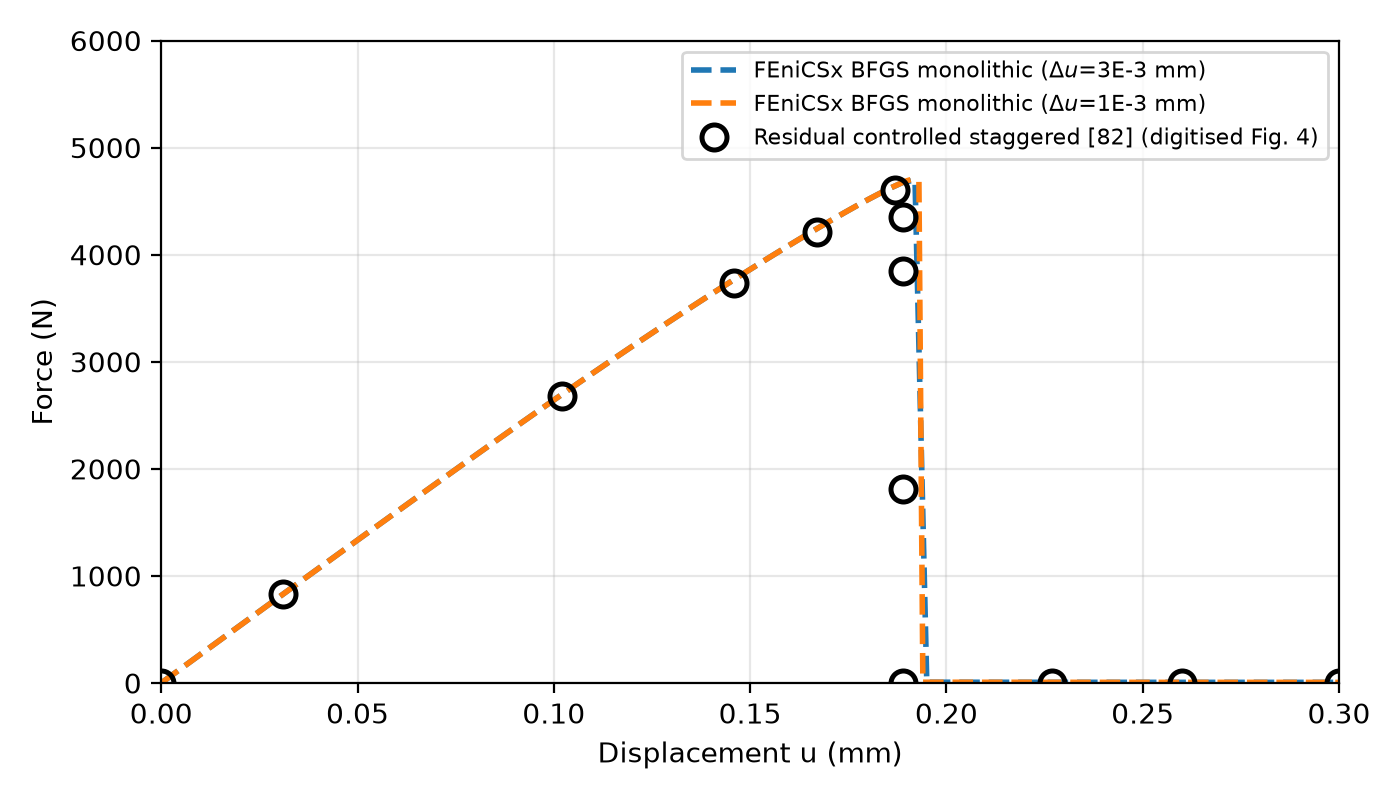 6000
5000
4000
3000
2000
1000
0
Force (N)
FEniCSx BFGS monolithic (Δu=3E-3 mm)
FEniCSx BFGS monolithic (Δu=1E-3 mm)
Residual controlled staggered [82] (digitised Fig. 4)
0.00 0.05 0.10 0.15 0.20 0.25 0.30
Displacement u (mm)